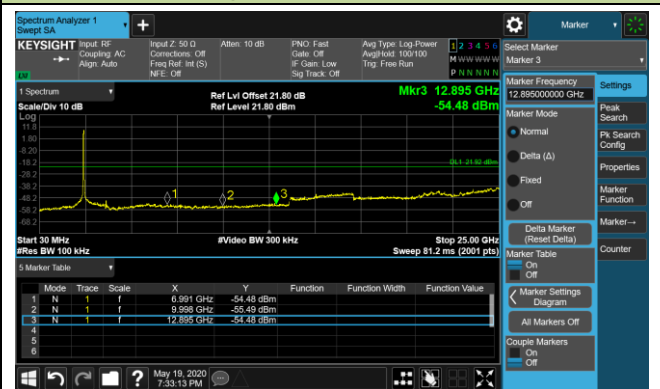 Spectrum Analyzer 1
Swept SA
Marker
KEYSIGHT
Input: RF
Coupling: AC
Align: Auto
Input Z: 50 Ω
Corrections: Off
Freq Ref: Int (S)
NFE: Off
Atten: 10 dB
PNO: Fast
Gate: Off
IF Gain: Low
Sig Track: Off
Avg Type: Log-Power
Avg|Hold: 100/100
Trig: Free Run
1 2 3 4 5 6
M W W W W W
P N N N N N
LXI
Select Marker
Marker 3
1 Spectrum
Scale/Div 10 dB
Ref Lvl Offset 21.80 dB
Ref Level 21.80 dBm
Mkr3 12.895 GHz
-54.48 dBm
Log
11.8
1.80
-8.20
-18.2
-28.2
-38.2
-48.2
-58.2
-68.2
1
2
3
Start 30 MHz
#Res BW 100 kHz
#Video BW 300 kHz
Stop 25.00 GHz
Sweep 81.2 ms (2001 pts)
5 Marker Table
Mode Trace Scale X Y Function Function Width Function Value
1 N 1 f 6.991 GHz -54.48 dBm
2 N 1 f 9.998 GHz -55.49 dBm
3 N 1 f 12.895 GHz -54.48 dBm
4
5
6
May 19, 2020
7:33:13 PM
Marker Frequency
12.895000000 GHz
Marker Mode
Normal
Delta (Δ)
Fixed
Off
Delta Marker
(Reset Delta)
Marker Table
On
Off
Marker Settings
Diagram
All Markers Off
Couple Markers
On
Off
Settings
Peak
Search
Pk Search
Config
Properties
Marker
Function
Marker→
Counter